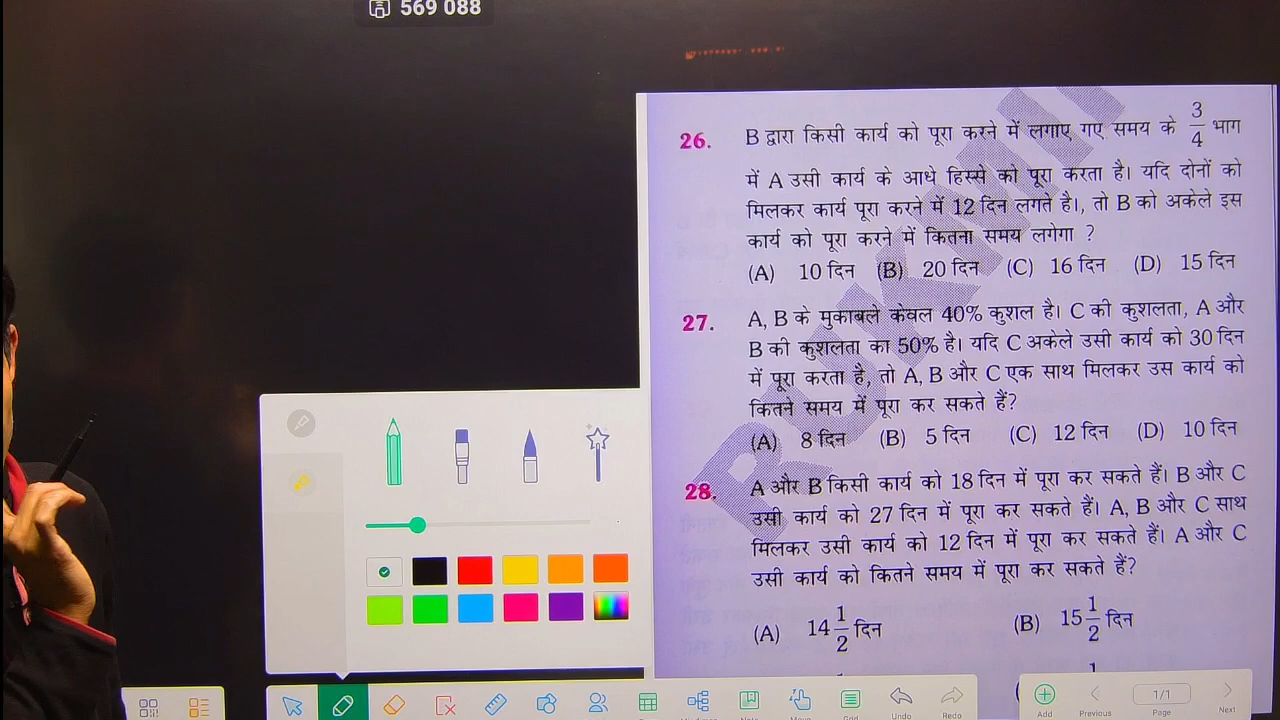 569 088
26. B द्वारा किसी कार्य को पूरा करने में लगाए गए समय के 3/4 भाग
में A उसी कार्य के आधे हिस्से को पूरा करता है। यदि दोनों को
मिलकर कार्य पूरा करने में 12 दिन लगते है।, तो B को अकेले इस
कार्य को पूरा करने में कितना समय लगेगा ?
(A) 10 दिन (B) 20 दिन (C) 16 दिन (D) 15 दिन
27. A, B के मुकाबले केवल 40% कुशल है। C की कुशलता, A और
B की कुशलता का 50% है। यदि C अकेले उसी कार्य को 30 दिन
में पूरा करता है, तो A, B और C एक साथ मिलकर उस कार्य को
कितने समय में पूरा कर सकते हैं?
(A) 8 दिन (B) 5 दिन (C) 12 दिन (D) 10 दिन
28. A और B किसी कार्य को 18 दिन में पूरा कर सकते हैं। B और C
उसी कार्य को 27 दिन में पूरा कर सकते हैं। A, B और C साथ
मिलकर उसी कार्य को 12 दिन में पूरा कर सकते हैं। A और C
उसी कार्य को कितने समय में पूरा कर सकते हैं?
(A) 14 1/2 दिन (B) 15 1/2 दिन
1/1
Undo Redo Add Previous Page Next